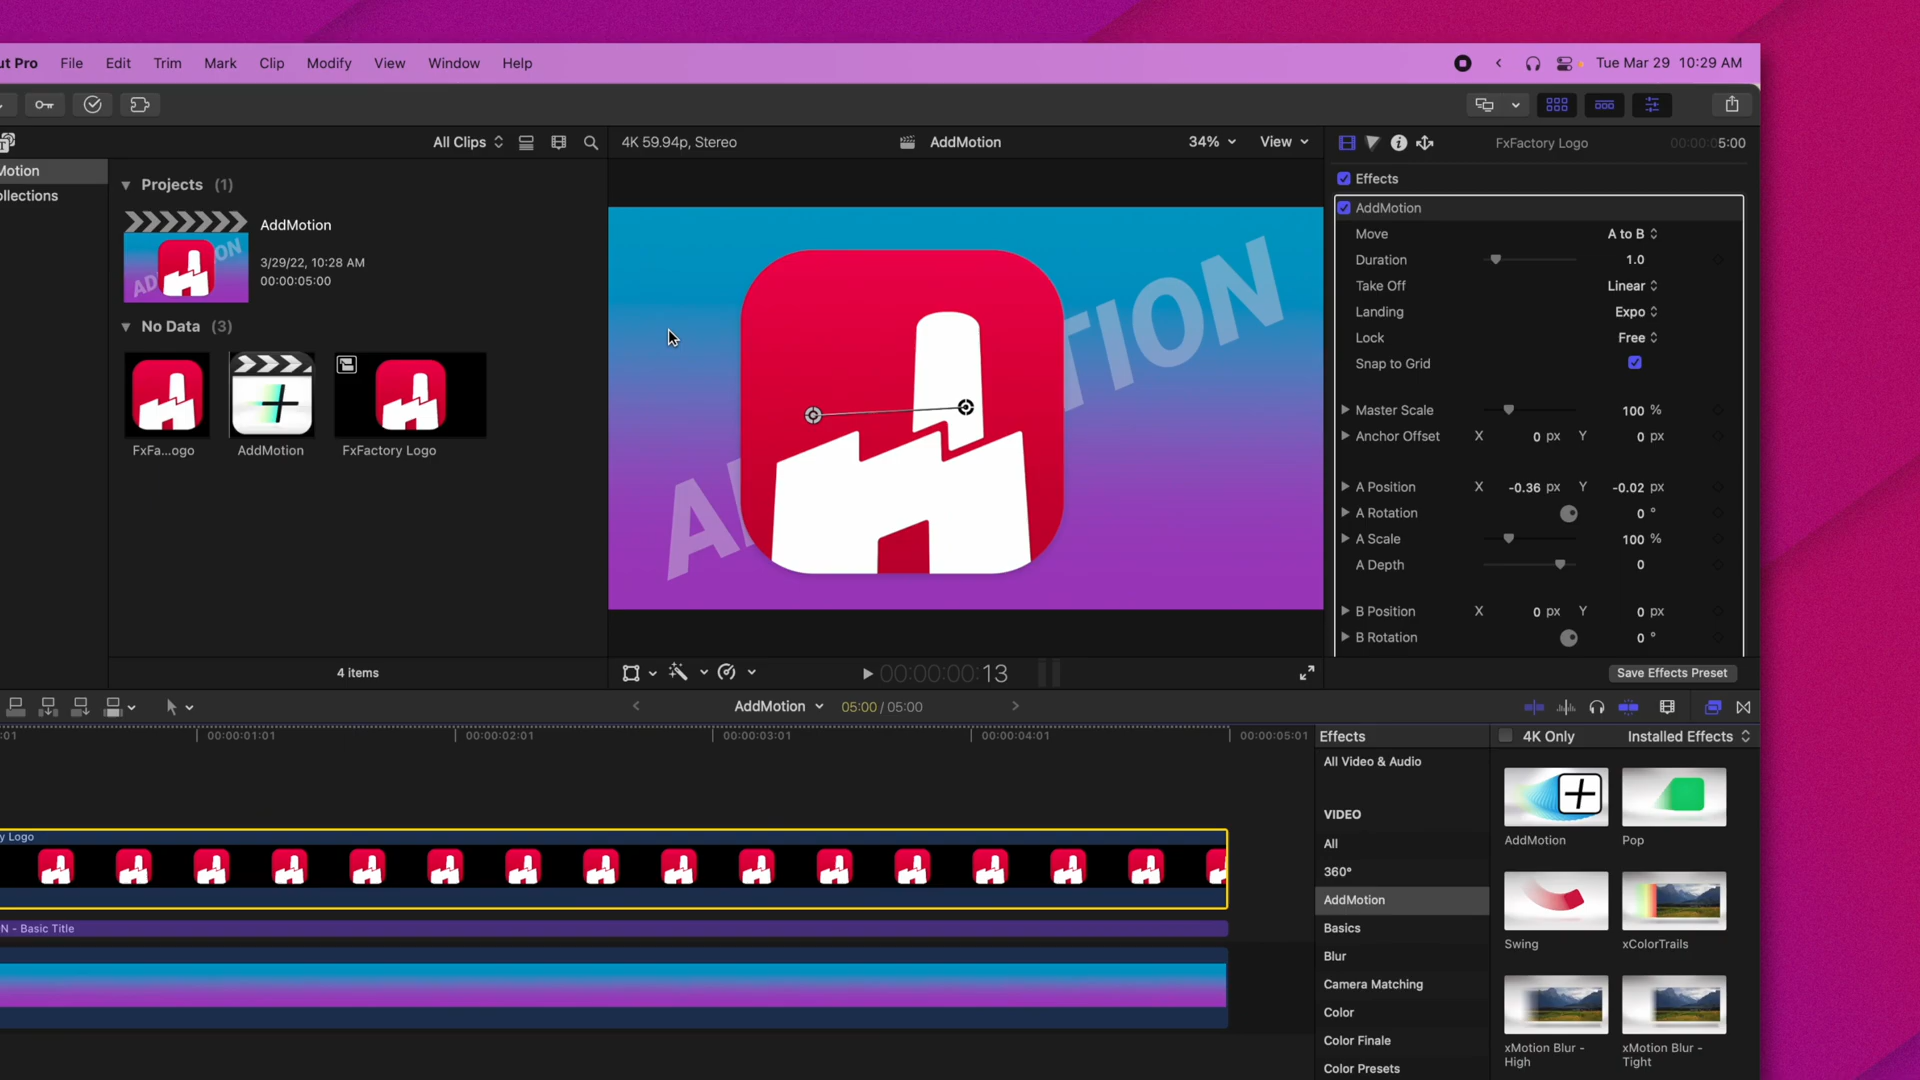 ut Pro File Edit Trim Mark Clip Modify View Window Help Tue Mar 29 10:29 AM
All Clips 4K 59.94p, Stereo AddMotion 34% View FxFactory Logo 00:00:05:00
Motion
ollections
Projects (1)
AddMotion
3/29/22, 10:28 AM
00:00:05:00
No Data (3)
FxFa...ogo AddMotion FxFactory Logo
4 items
ADDMOTION
00:00:00:13
Effects
AddMotion
Move A to B
Duration 1.0
Take Off Linear
Landing Expo
Lock Free
Snap to Grid
Master Scale 100 %
Anchor Offset X 0 px Y 0 px
A Position X -0.36 px Y -0.02 px
A Rotation 0 °
A Scale 100 %
A Depth 0
B Position X 0 px Y 0 px
B Rotation 0 °
Save Effects Preset
AddMotion 05:00 / 05:00
:01 00:00:01:01 00:00:02:01 00:00:03:01 00:00:04:01 00:00:05:01
y Logo
N - Basic Title
Effects 4K Only Installed Effects
All Video & Audio
VIDEO
All
360°
AddMotion
Basics
Blur
Camera Matching
Color
Color Finale
Color Presets
AddMotion Pop
Swing xColorTrails
xMotion Blur - High
xMotion Blur - Tight